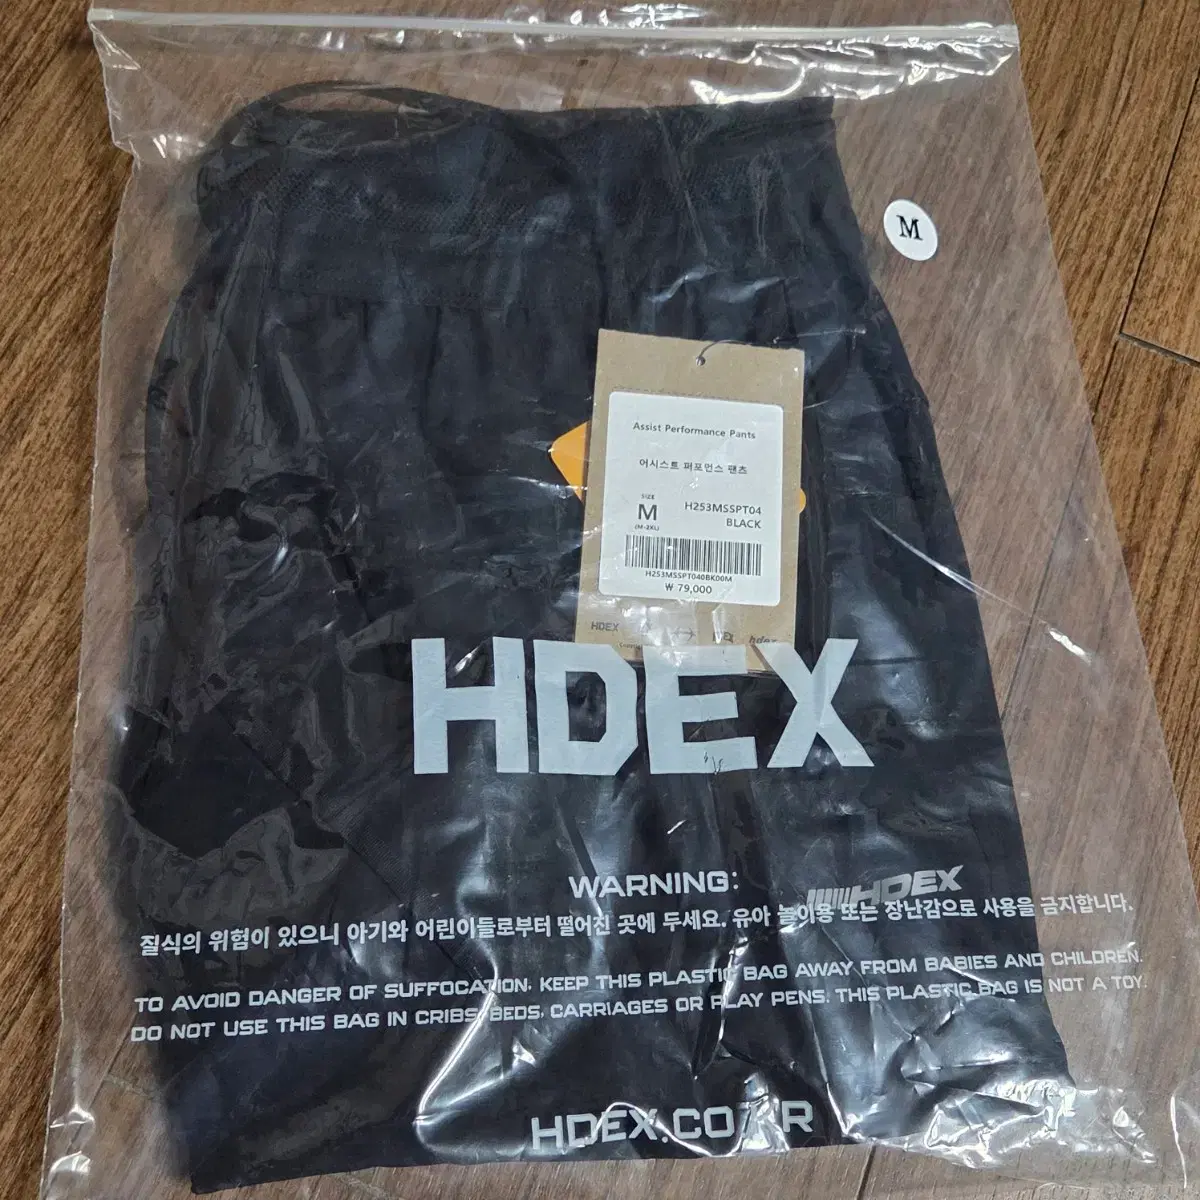 M
Assist Performance Pants
어시스트 퍼포먼스 팬츠
SIZE
M
(M-2XL)
H253MSSPT04
BLACK
H253MSSPT040BK00M
₩ 79,000
HDEX
hdex
HDEX
WARNING:
HDEX
질식의 위험이 있으니 아기와 어린이들로부터 떨어진 곳에 두세요. 유아 놀이용 또는 장난감으로 사용을 금지합니다.
TO AVOID DANGER OF SUFFOCATION, KEEP THIS PLASTIC BAG AWAY FROM BABIES AND CHILDREN.
DO NOT USE THIS BAG IN CRIBS, BEDS, CARRIAGES OR PLAY PENS. THIS PLASTIC BAG IS NOT A TOY.
HDEX.CO.KR